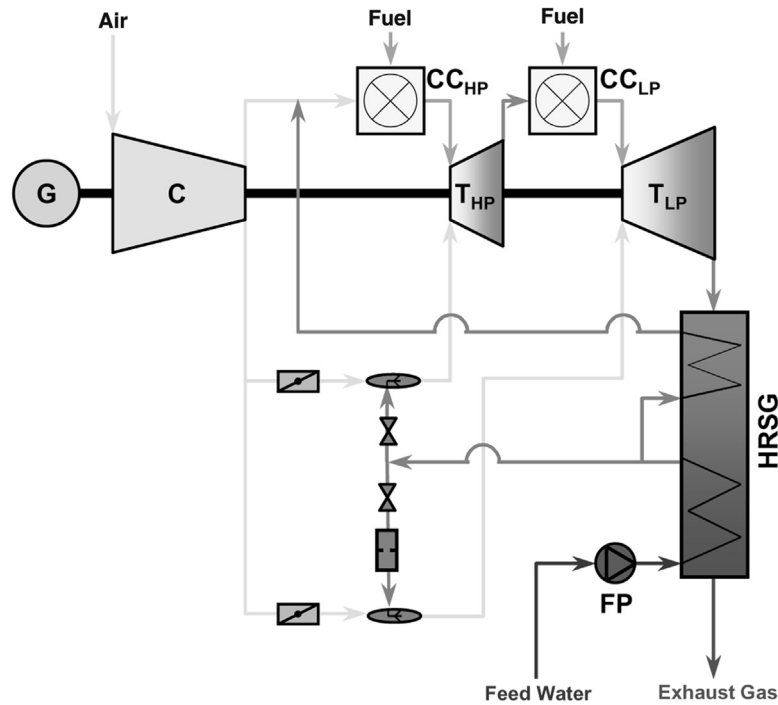 Air
Fuel
Fuel
CCHP
CCLP
G
C
THP
TLP
HRSG
FP
Feed Water
Exhaust Gas